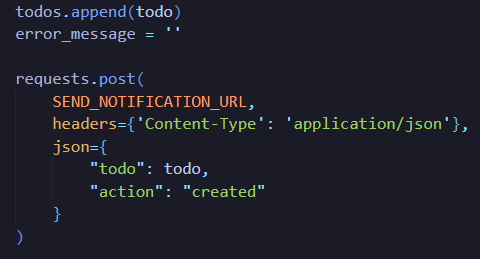 todos.append(todo)
error_message = ''

requests.post(
    SEND_NOTIFICATION_URL,
    headers={'Content-Type': 'application/json'},
    json={
        "todo": todo,
        "action": "created"
    }
)